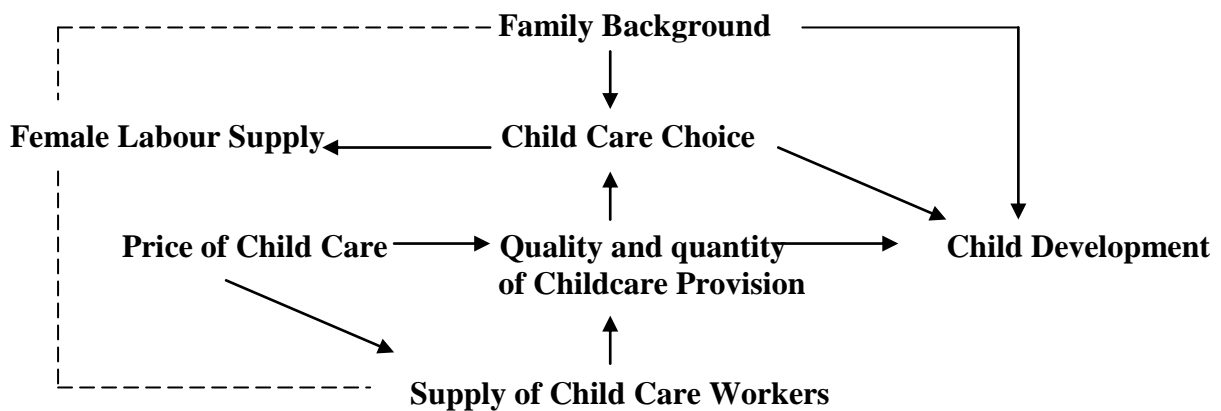 Family Background
Female Labour Supply
Child Care Choice
Price of Child Care
Quality and quantity
of Childcare Provision
Child Development
Supply of Child Care Workers